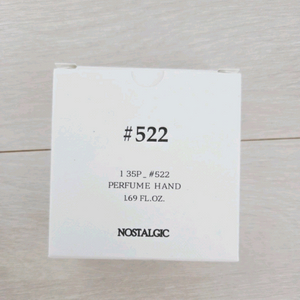 #522
1 35P_ #522
PERFUME HAND
1.69 FL.OZ.
NOSTALGIC